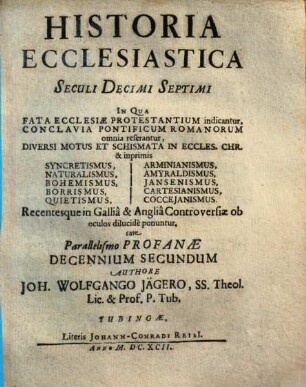 HISTORIA
ECCLESIASTICA
SECULI DECIMI SEPTIMI
IN QUA
FATA ECCLESIÆ PROTESTANTIUM indicantur,
CONCLAVIA PONTIFICUM ROMANORUM
omnia referantur,
DIVERSI MOTUS ET SCHISMATA IN ECCLES. CHR.
& inprimis
SYNCRETISMUS, ARMINIANISMUS,
NATURALISMUS, AMYRALDISMUS,
BOHEMISMUS, JANSENISMUS,
BORRISMUS, CARTESIANISMUS,
QUIETISMUS, COCCEJANISMUS.
Recentesque in Galliâ & Angliâ Controversiæ ob
oculos dilucidè ponuntur,
cum
Parallelismo PROFANÆ
DECENNIUM SECUNDUM
AUTHORE
JOH. WOLFGANGO JÄGERO, SS. Theol.
Lic. & Prof. P. Tub.
TUBINGÆ,
Literis JOHANN-CONRADI REISI.
ANNO M. DC. XCII.